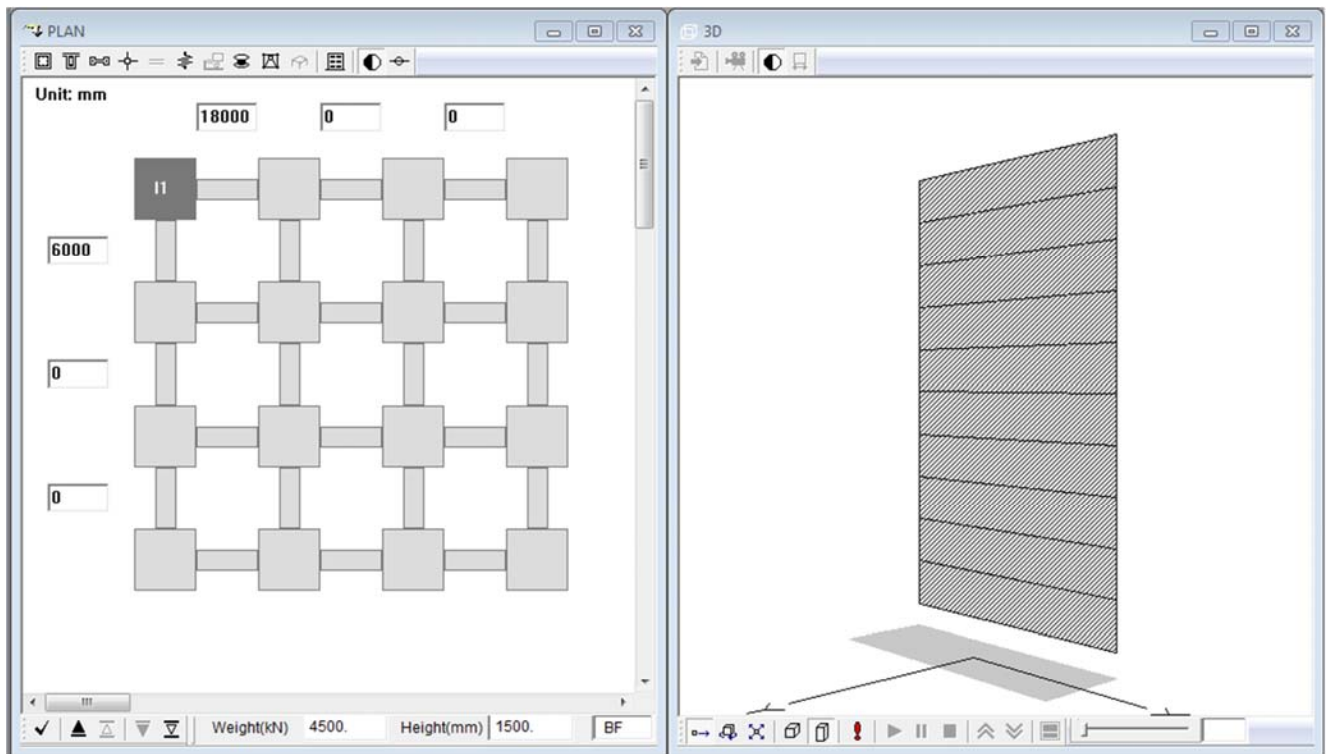 PLAN
Unit: mm
18000 0 0
I1
6000
0
0
Weight(kN) 4500. Height(mm) 1500. BF
3D